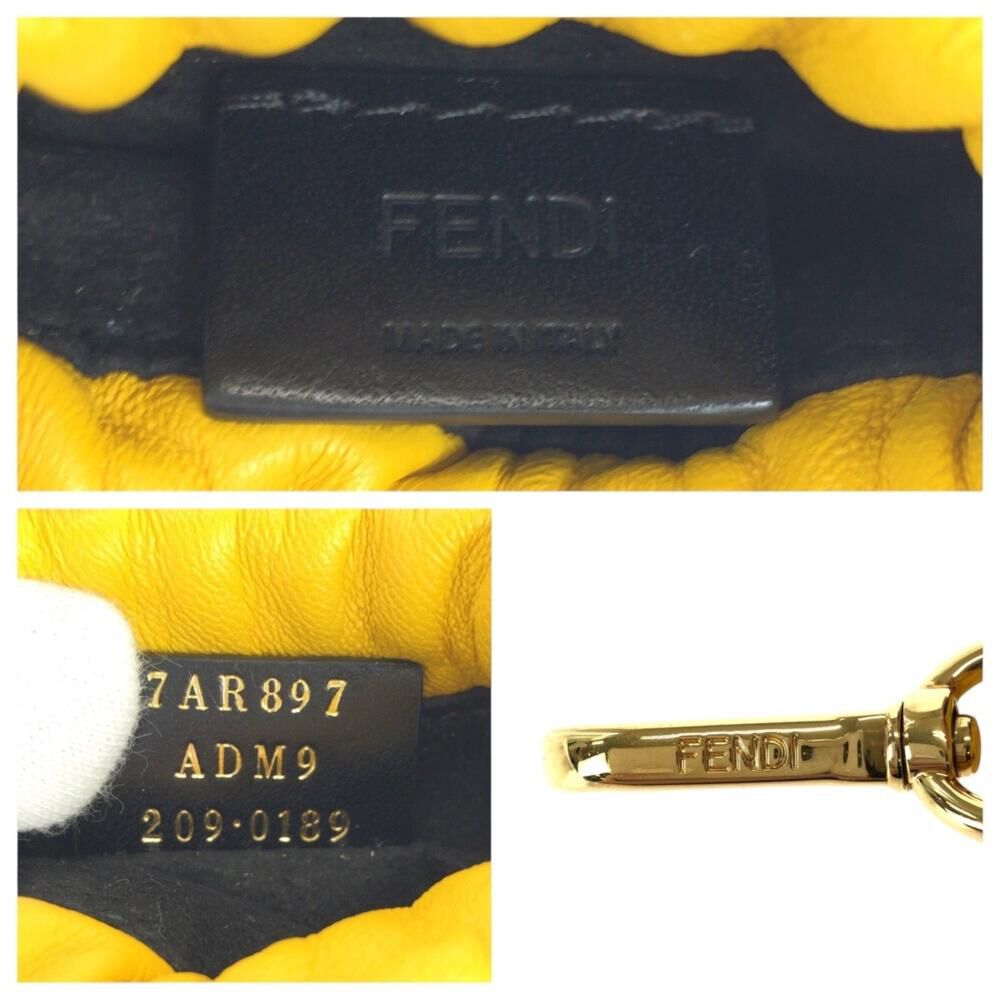 FENDI
MADE IN ITALY
7AR897
ADM9
209·0189
FENDI